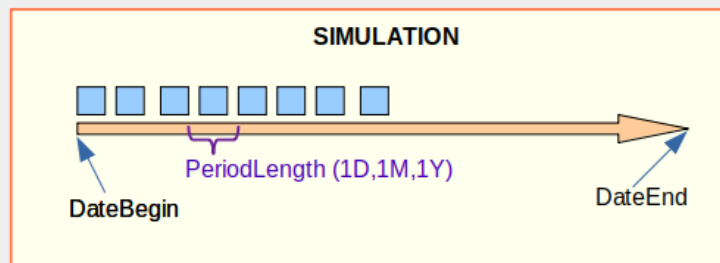 SIMULATION
PeriodLength (1D,1M,1Y)
DateBegin
DateEnd